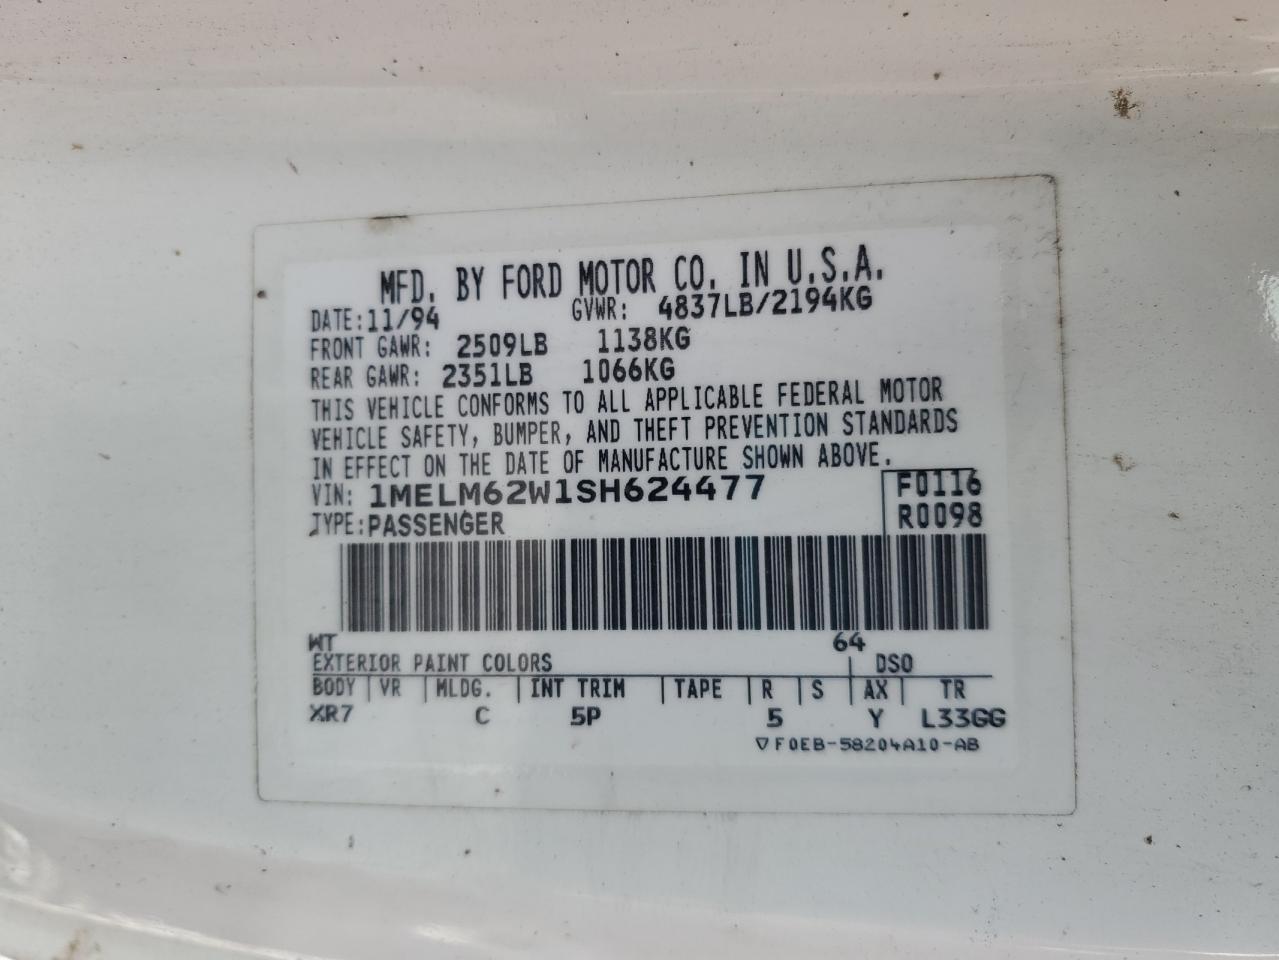 MFD. BY FORD MOTOR CO. IN U.S.A.
DATE: 11/94 GVWR: 4837LB/2194KG
FRONT GAWR: 2509LB 1138KG
REAR GAWR: 2351LB 1066KG
THIS VEHICLE CONFORMS TO ALL APPLICABLE FEDERAL MOTOR
VEHICLE SAFETY, BUMPER, AND THEFT PREVENTION STANDARDS
IN EFFECT ON THE DATE OF MANUFACTURE SHOWN ABOVE.
VIN: 1MELM62W1SH624477 F0116
TYPE: PASSENGER R0098
WT 64
EXTERIOR PAINT COLORS DSO
BODY VR MLDG. INT TRIM TAPE R S AX TR
XR7 C 5P 5 Y L33GG
▽F0EB-58204A10-AB